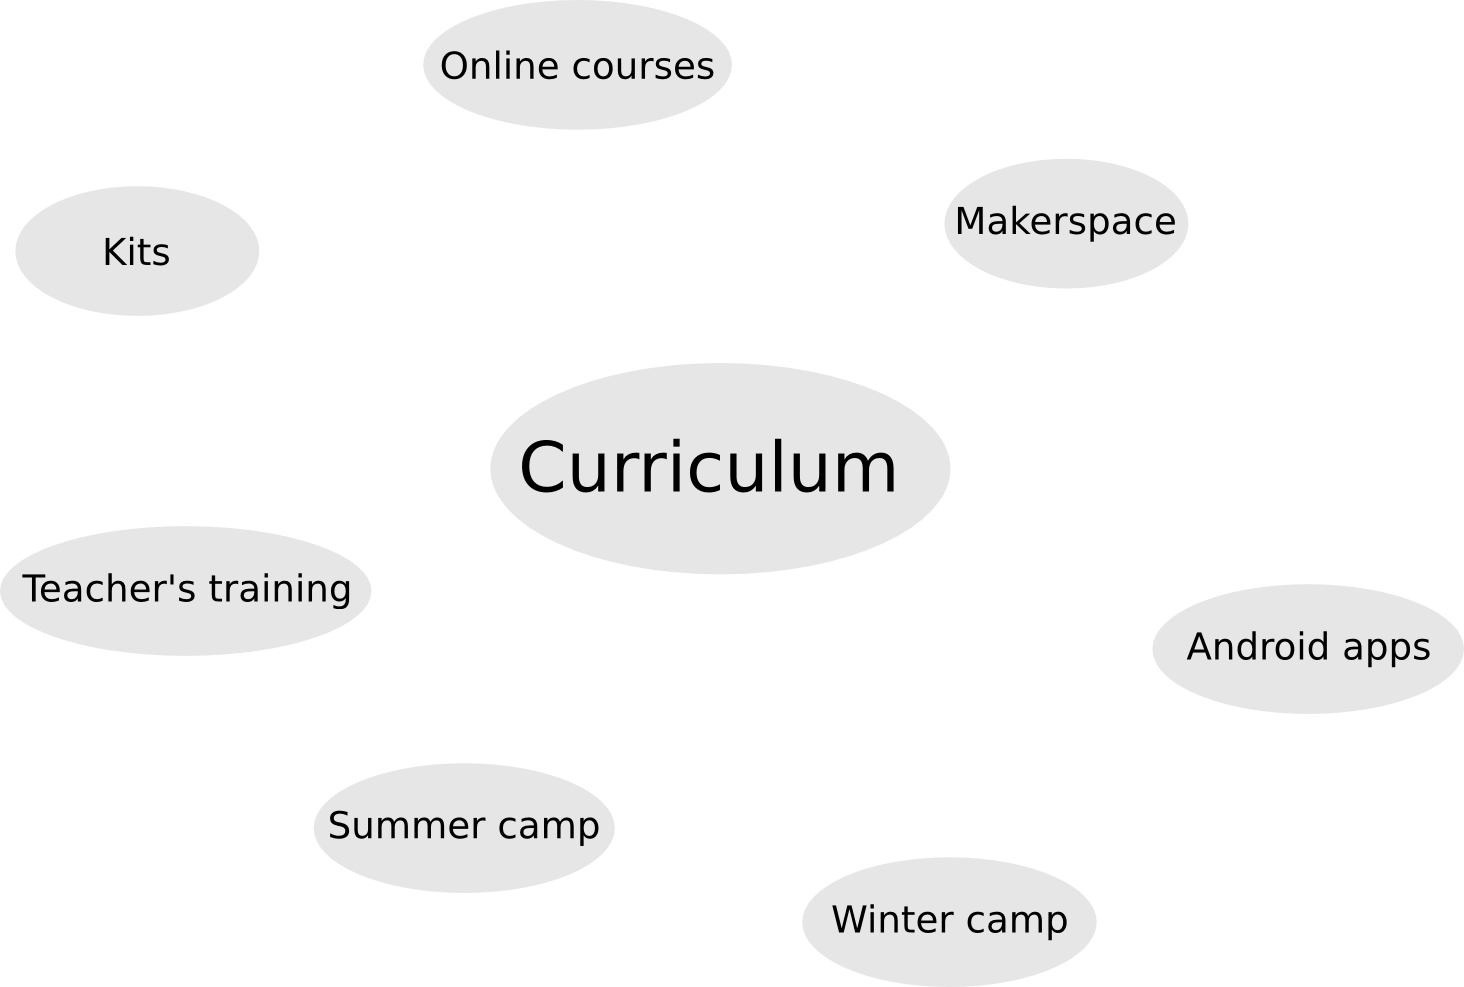 Online courses
Makerspace
Kits
Curriculum
Teacher's training
Android apps
Summer camp
Winter camp